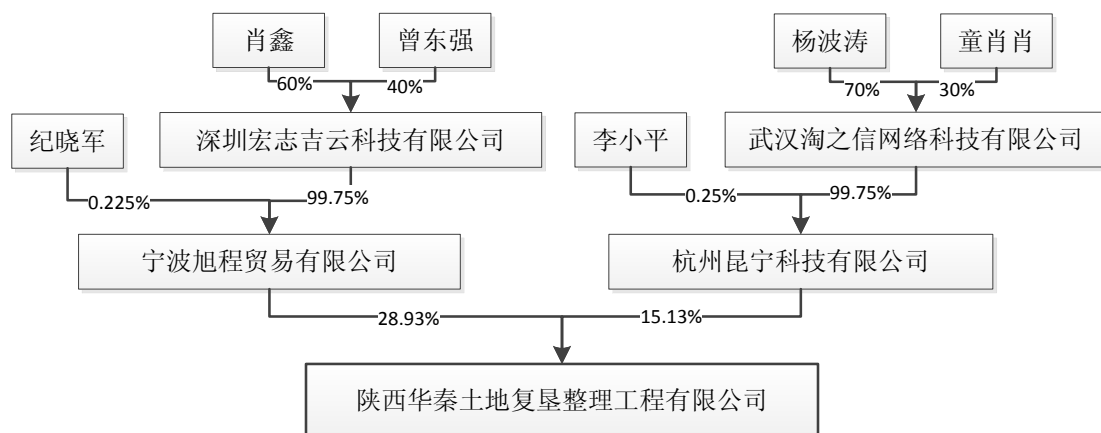 肖鑫
曾东强
杨波涛
童肖肖
60%
40%
70%
30%
纪晓军
深圳宏志吉云科技有限公司
李小平
武汉淘之信网络科技有限公司
0.225%
99.75%
0.25%
99.75%
宁波旭程贸易有限公司
杭州昆宁科技有限公司
28.93%
15.13%
陕西华秦土地复垦整理工程有限公司